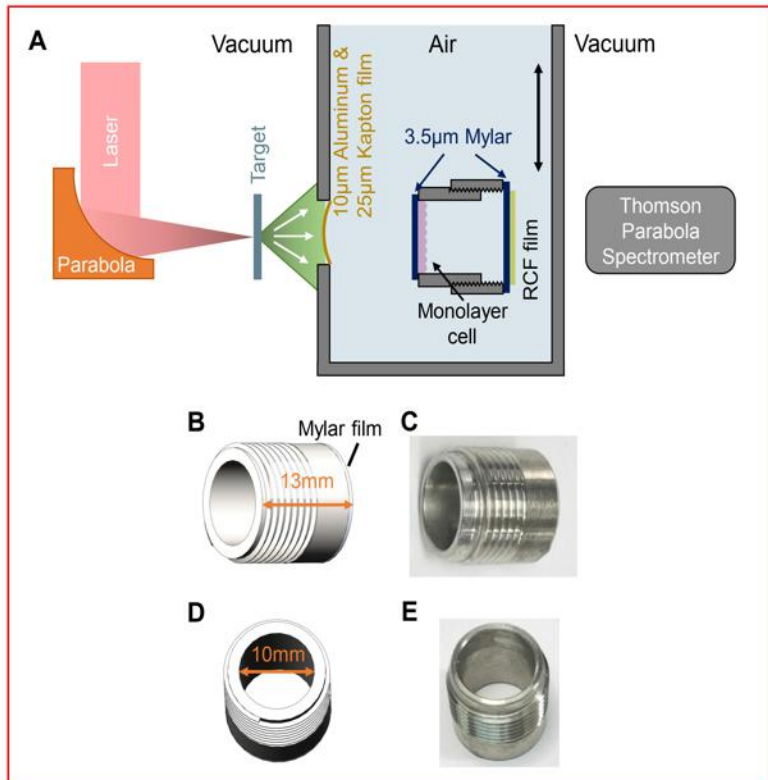 A
Vacuum
Air
Vacuum
Laser
Parabola
Target
10μm Aluminum &
25μm Kapton film
3.5μm Mylar
RCF film
Monolayer
cell
Thomson
Parabola
Spectrometer
B
Mylar film
13mm
C
D
10mm
E